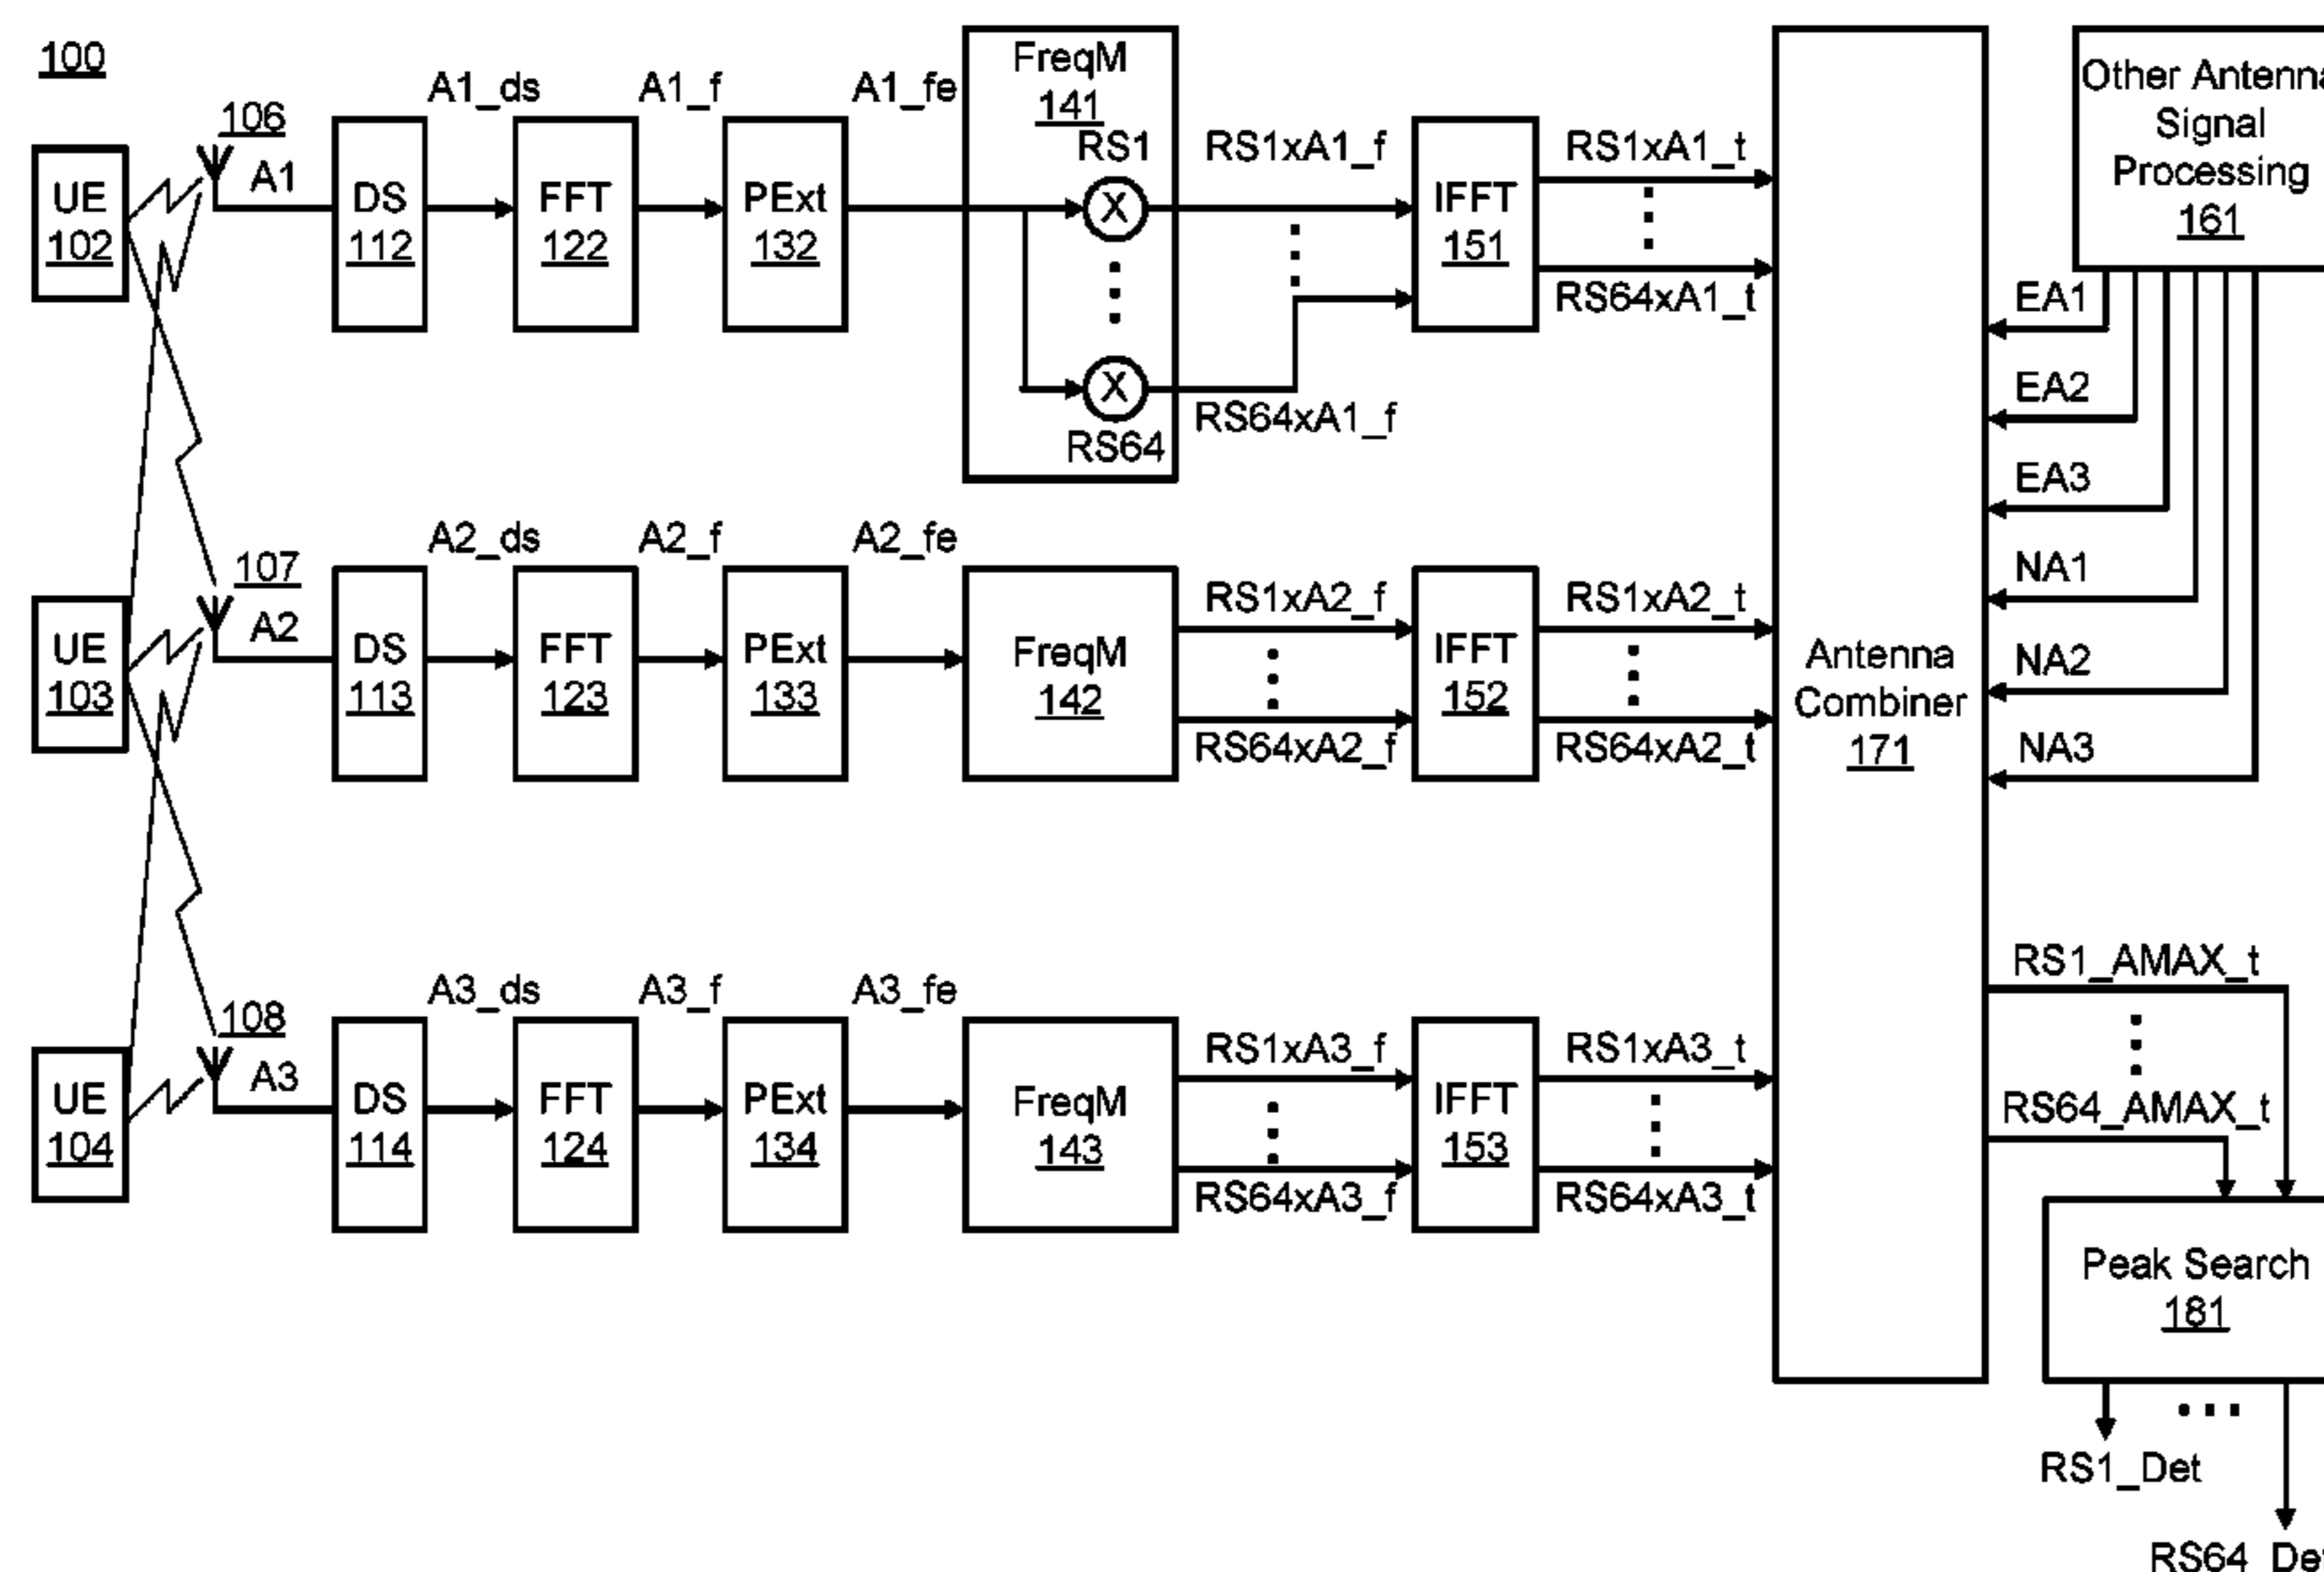 100
UE
102
106
A1
A1_ds
DS
112
A1_f
FFT
122
A1_fe
PExt
132
FreqM
141
RS1
X
X
RS64
RS1xA1_f
RS64xA1_f
IFFT
151
RS1xA1_t
RS64xA1_t
UE
103
107
A2
A2_ds
DS
113
A2_f
FFT
123
A2_fe
PExt
133
FreqM
142
RS1xA2_f
RS64xA2_f
IFFT
152
RS1xA2_t
RS64xA2_t
UE
104
108
A3
A3_ds
DS
114
A3_f
FFT
124
A3_fe
PExt
134
FreqM
143
RS1xA3_f
RS64xA3_f
IFFT
153
RS1xA3_t
RS64xA3_t
Antenna
Combiner
171
Other Antenna
Signal
Processing
161
EA1
EA2
EA3
NA1
NA2
NA3
RS1_AMAX_t
RS64_AMAX_t
Peak Search
181
RS1_Det
RS64_Det